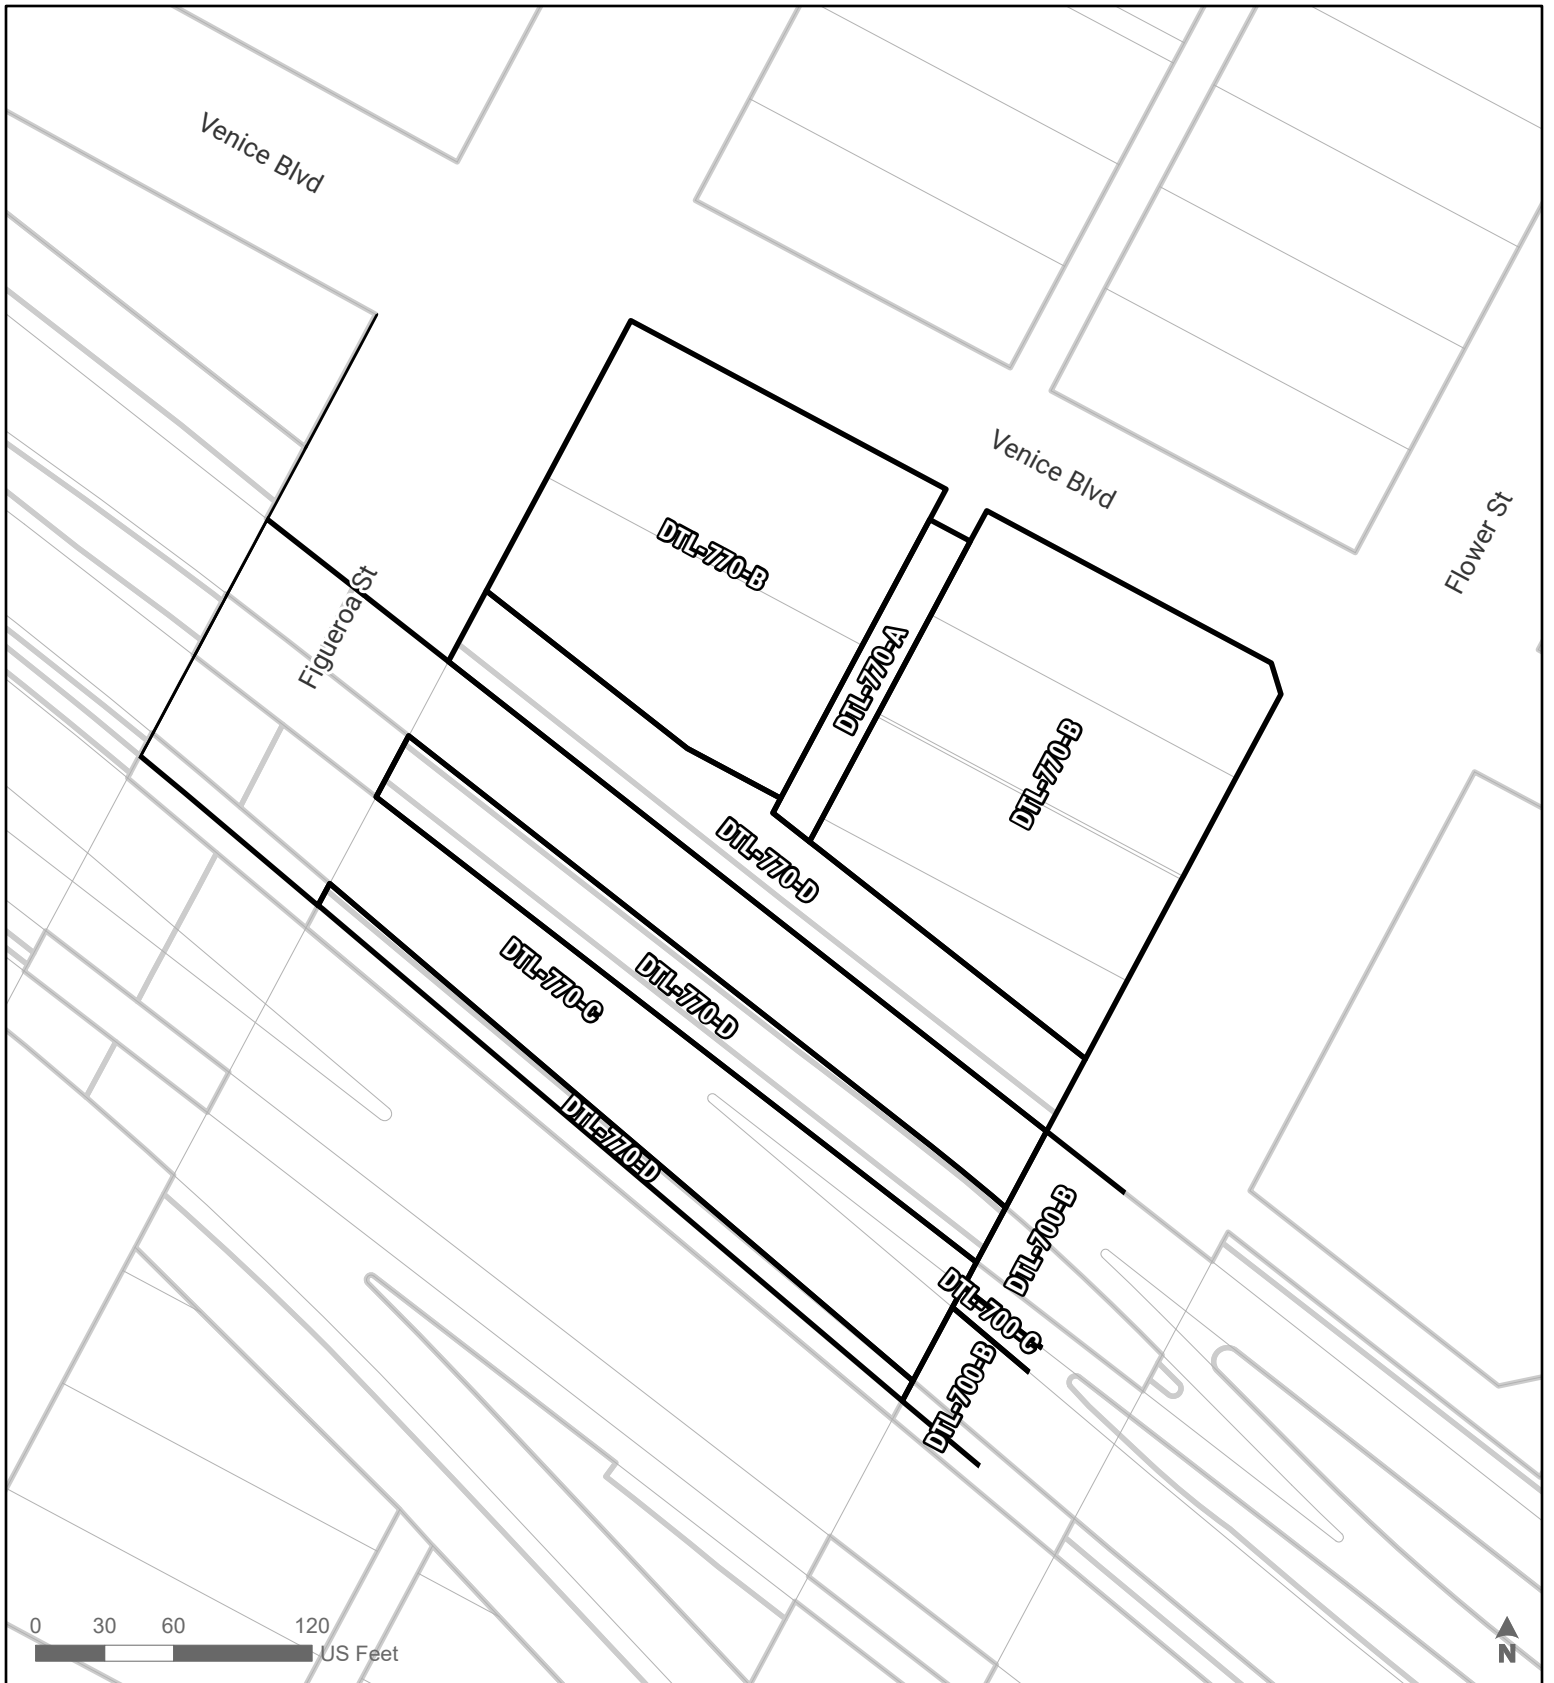 Venice Blvd
Venice Blvd
Flower St
DTL-770-B
Figueroa St
DTL-770-A
DTL-770-B
DTL-770-D
DTL-770-C
DTL-770-D
DTL-770-D
DTL-700-B
DTL-700-C
DTL-700-B
0 30 60 120
US Feet
N